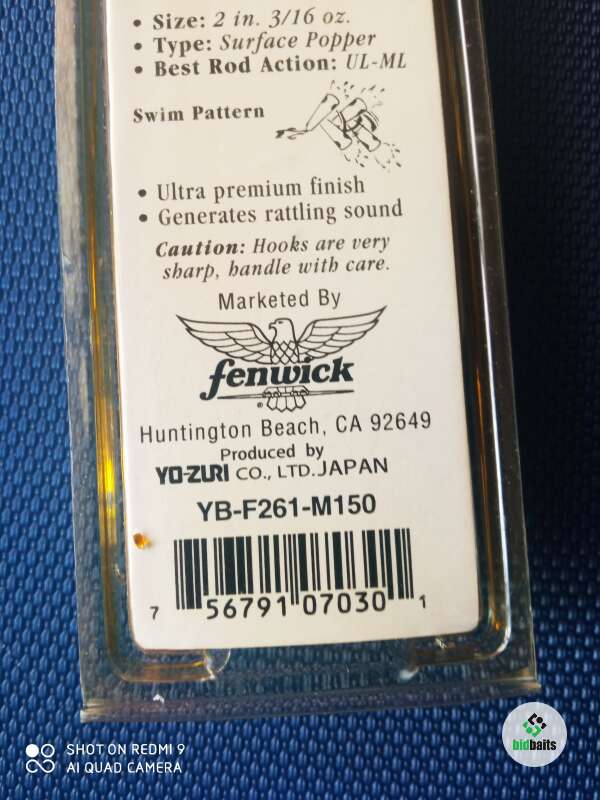 • Size: 2 in. 3/16 oz.
• Type: Surface Popper
• Best Rod Action: UL-ML
Swim Pattern
• Ultra premium finish
• Generates rattling sound
Caution: Hooks are very
sharp, handle with care.
Marketed By
fenwick
®
Huntington Beach, CA 92649
Produced by
YO-ZURI CO., LTD. JAPAN
YB-F261-M150
7 56791 07030 1
bidbaits
SHOT ON REDMI 9
AI QUAD CAMERA